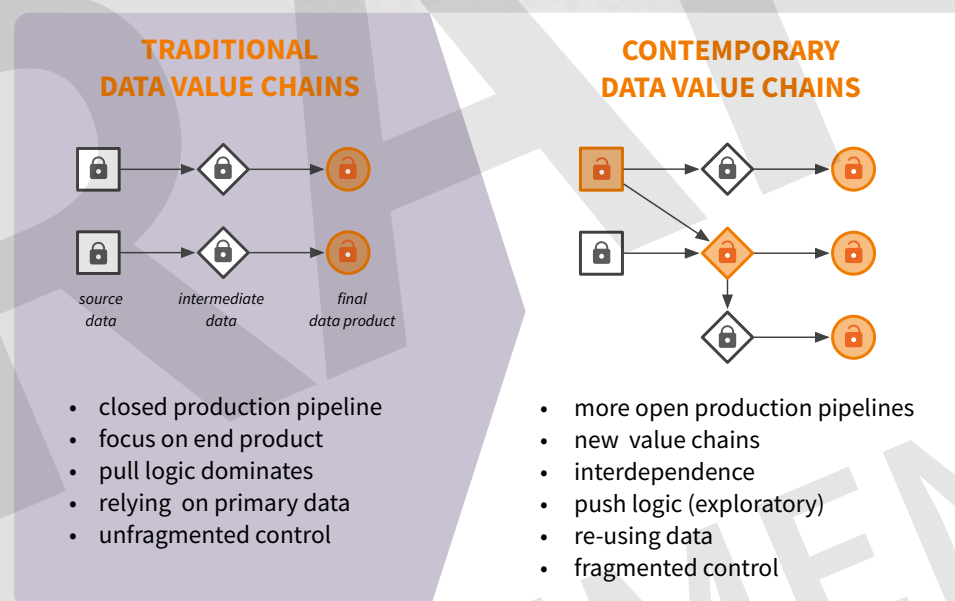 TRADITIONAL
DATA VALUE CHAINS
source
data
intermediate
data
final
data product
• closed production pipeline
• focus on end product
• pull logic dominates
• relying on primary data
• unfragmented control
CONTEMPORARY
DATA VALUE CHAINS
• more open production pipelines
• new value chains
• interdependence
• push logic (exploratory)
• re-using data
• fragmented control